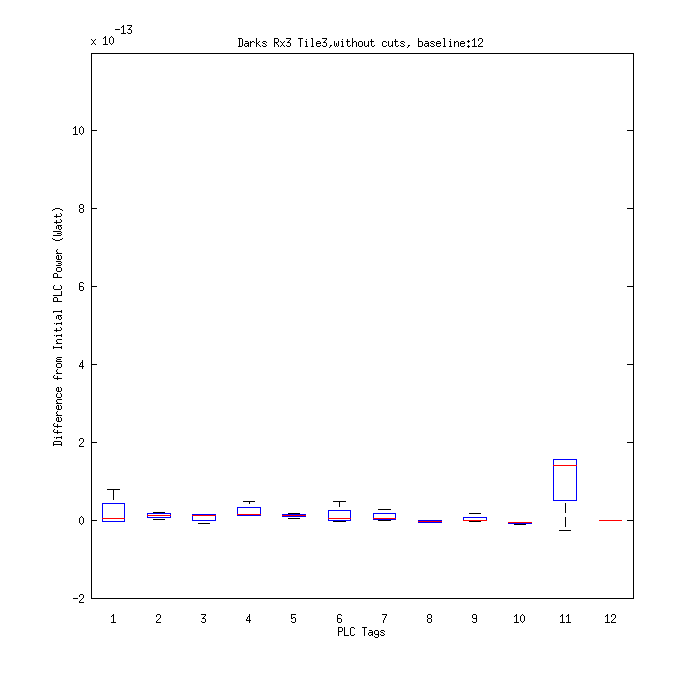 x 10 -13
Darks Rx3 Tile3,without cuts, baseline:12
10
8
6
4
2
0
-2
Difference from Initial PLC Power (Watt)
1 2 3 4 5 6 7 8 9 10 11 12
PLC Tags